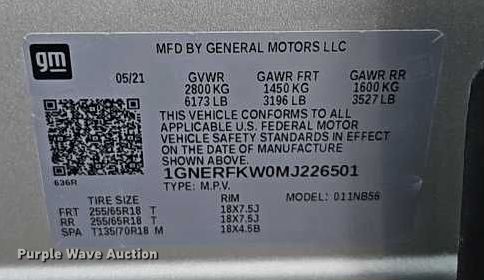 gm
MFD BY GENERAL MOTORS LLC
05/21 GVWR GAWR FRT GAWR RR
2800 KG 1450 KG 1600 KG
6173 LB 3196 LB 3527 LB
THIS VEHICLE CONFORMS TO ALL
APPLICABLE U.S. FEDERAL MOTOR
VEHICLE SAFETY STANDARDS IN EFFECT
ON THE DATE OF MANUFACTURE
SHOWN ABOVE.
1GNERFKW0MJ226501
636R
TYPE: M.P.V. MODEL: 011NB56
TIRE SIZE RIM
FRT 255/65R18 T 18X7.5J
RR 255/65R18 T 18X7.5J
SPA T135/70R18 M 18X4.5B
Purple Wave Auction